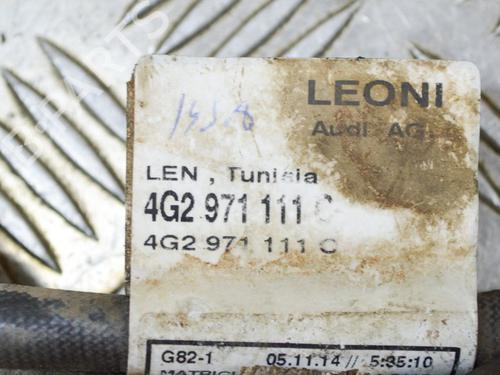 LEONI
Audi AG.
LEN , Tunisia
4G2 971 111 C
4G2 971 111 C
G82-1 05.11.14 // 5:35:10